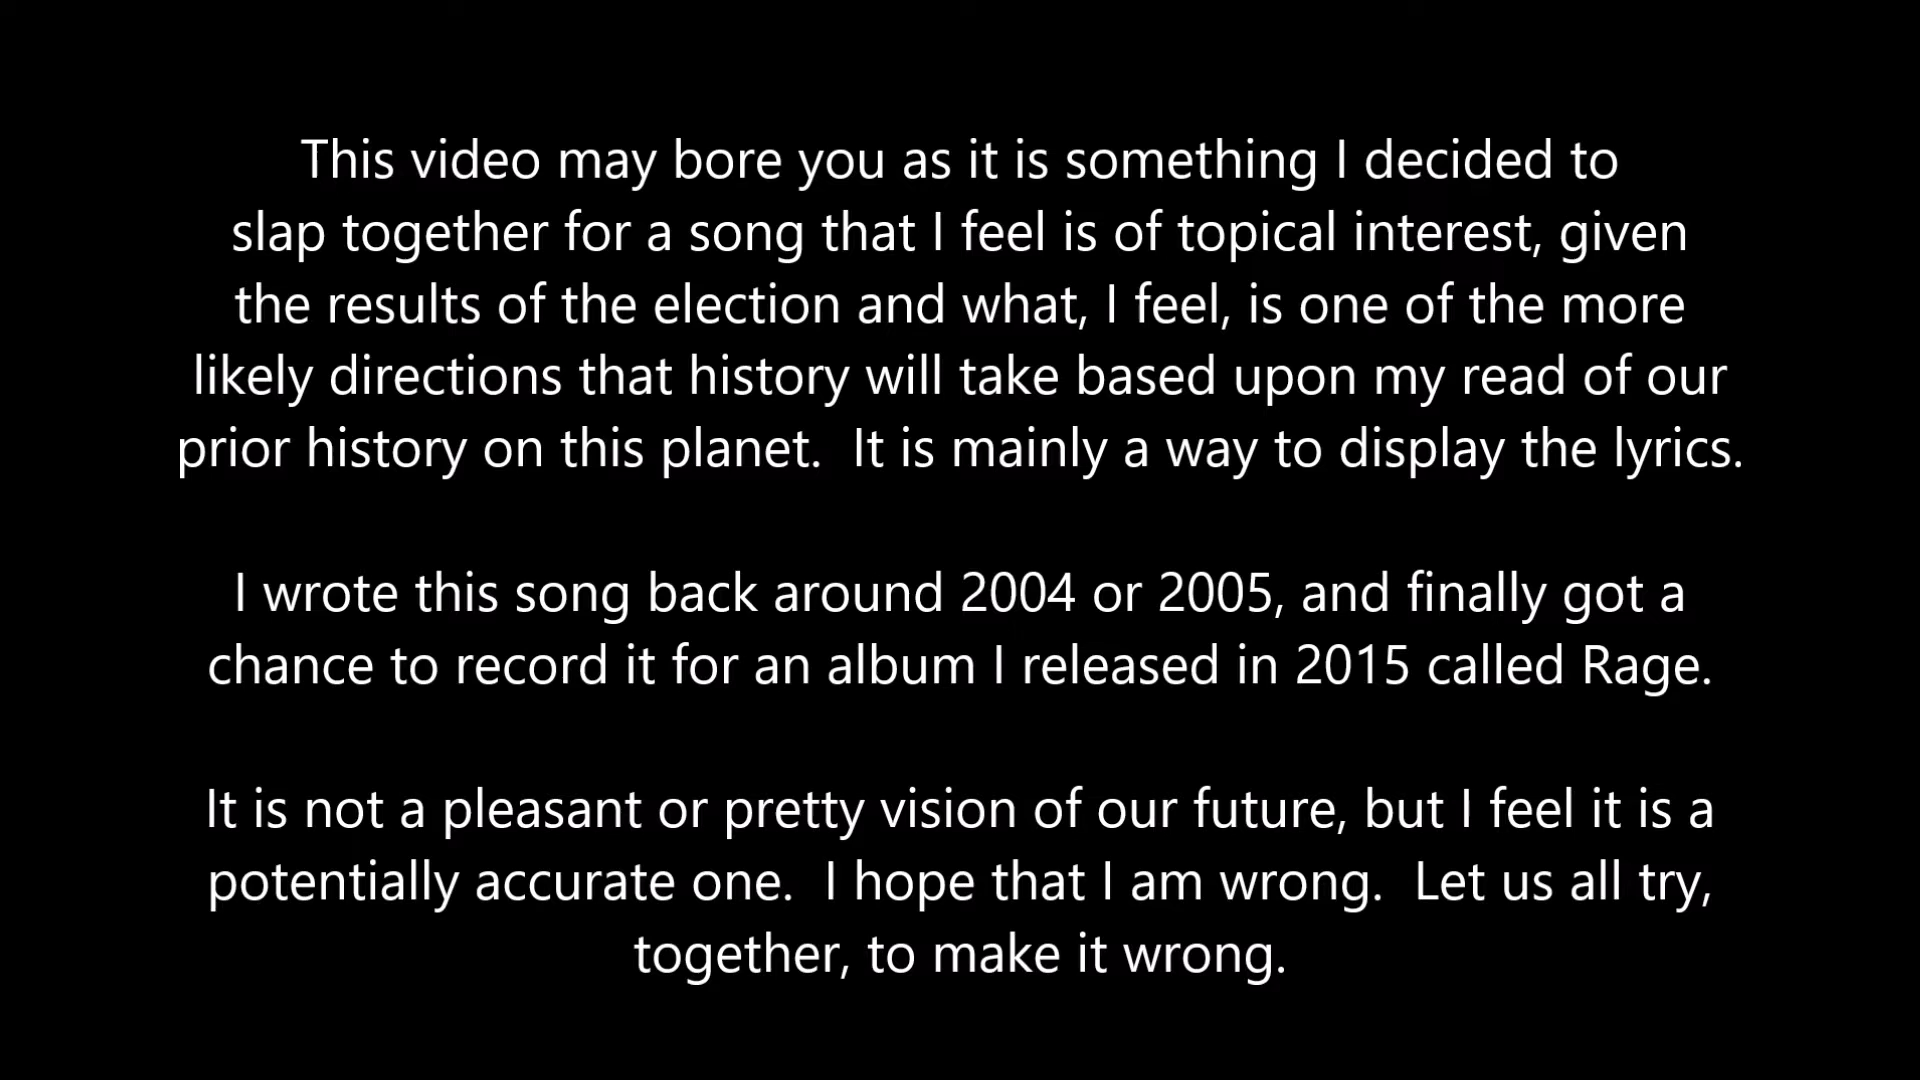 This video may bore you as it is something I decided to
slap together for a song that I feel is of topical interest, given
the results of the election and what, I feel, is one of the more
likely directions that history will take based upon my read of our
prior history on this planet.  It is mainly a way to display the lyrics.
I wrote this song back around 2004 or 2005, and finally got a
chance to record it for an album I released in 2015 called Rage.
It is not a pleasant or pretty vision of our future, but I feel it is a
potentially accurate one.  I hope that I am wrong.  Let us all try,
together, to make it wrong.